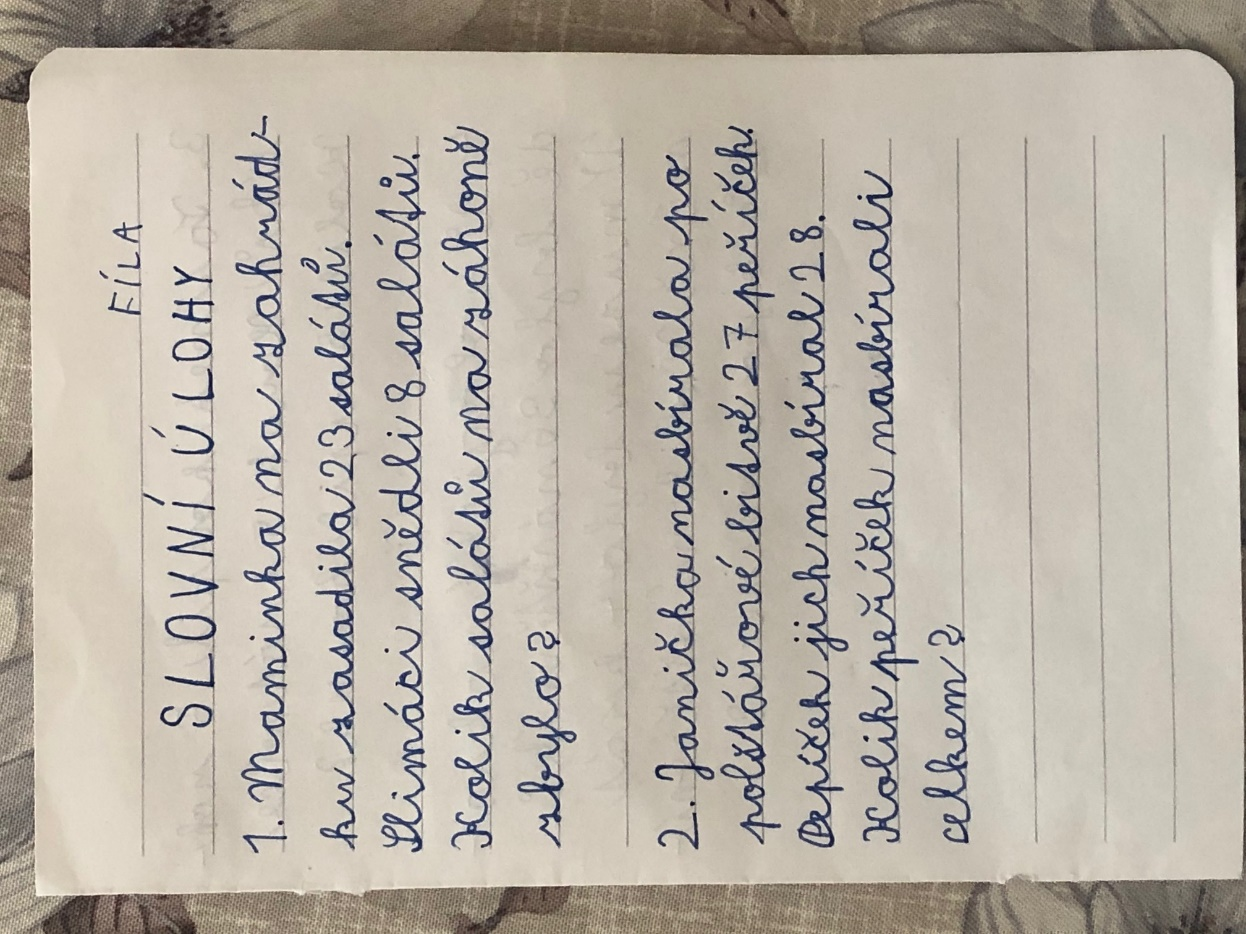 FÍLA
SLOVNÍ ÚLOHY
1. Maminka na zahrád-
ku zasadila 23 salátů.
Slimáci snědli 8 salátů.
Kolik salátů na záhoně
zbylo?
2. Janička nasbírala po
polštářové bitvě 27 peříček.
Pepíček jich nasbíral 28.
Kolik peříček nasbírali
celkem?